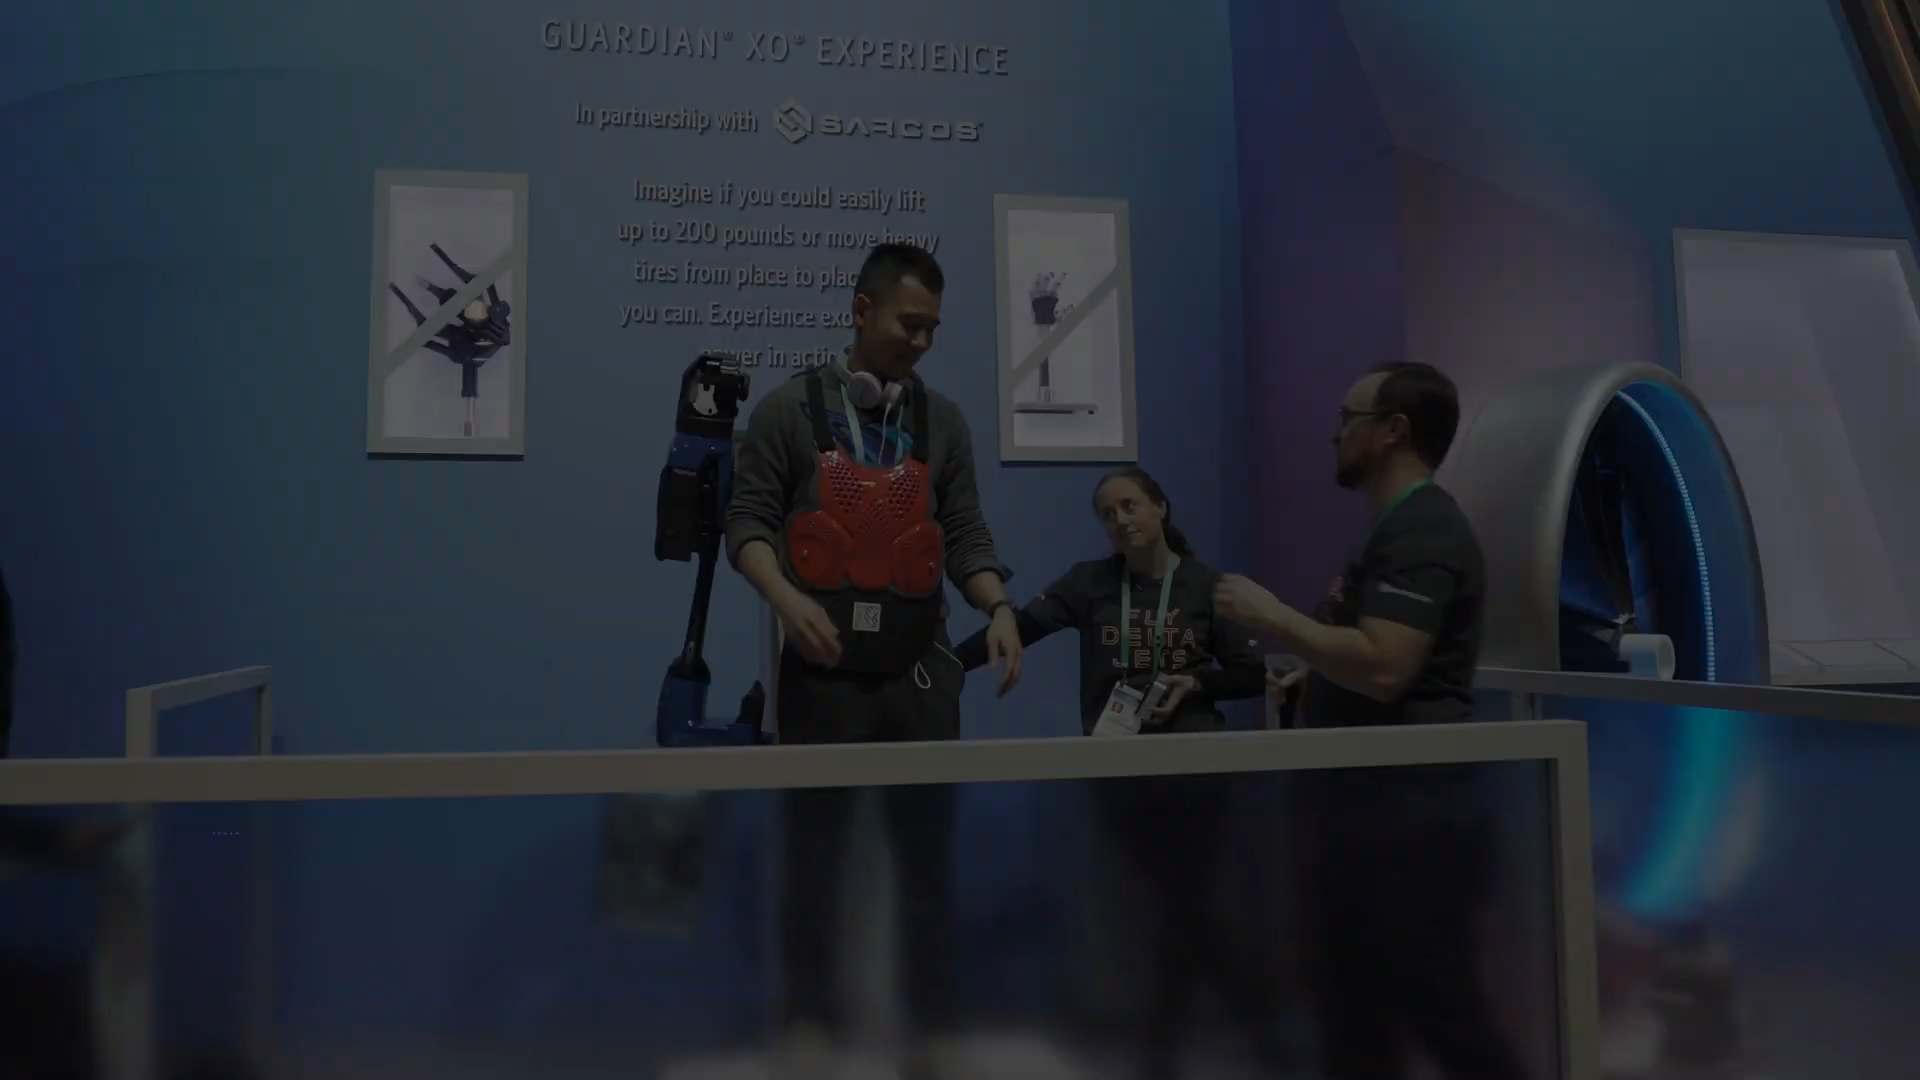 GUARDIAN® XO® EXPERIENCE
In partnership with SARCOS
Imagine if you could easily lift
up to 200 pounds or move heavy
tires from place to plac
you can. Experience exo
power in actio
FLY
DELTA
JETS